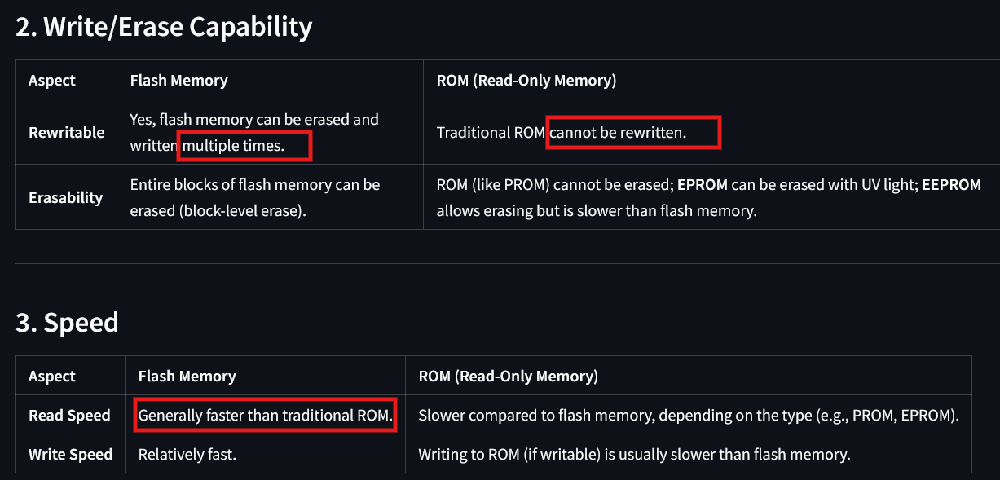 2. Write/Erase Capability
Aspect
Flash Memory
ROM (Read-Only Memory)
Rewritable
Yes, flash memory can be erased and
written multiple times.
Traditional ROM cannot be rewritten.
Erasability
Entire blocks of flash memory can be
erased (block-level erase).
ROM (like PROM) cannot be erased; EPROM can be erased with UV light; EEPROM
allows erasing but is slower than flash memory.
3. Speed
Aspect
Flash Memory
ROM (Read-Only Memory)
Read Speed
Generally faster than traditional ROM.
Slower compared to flash memory, depending on the type (e.g., PROM, EPROM).
Write Speed
Relatively fast.
Writing to ROM (if writable) is usually slower than flash memory.